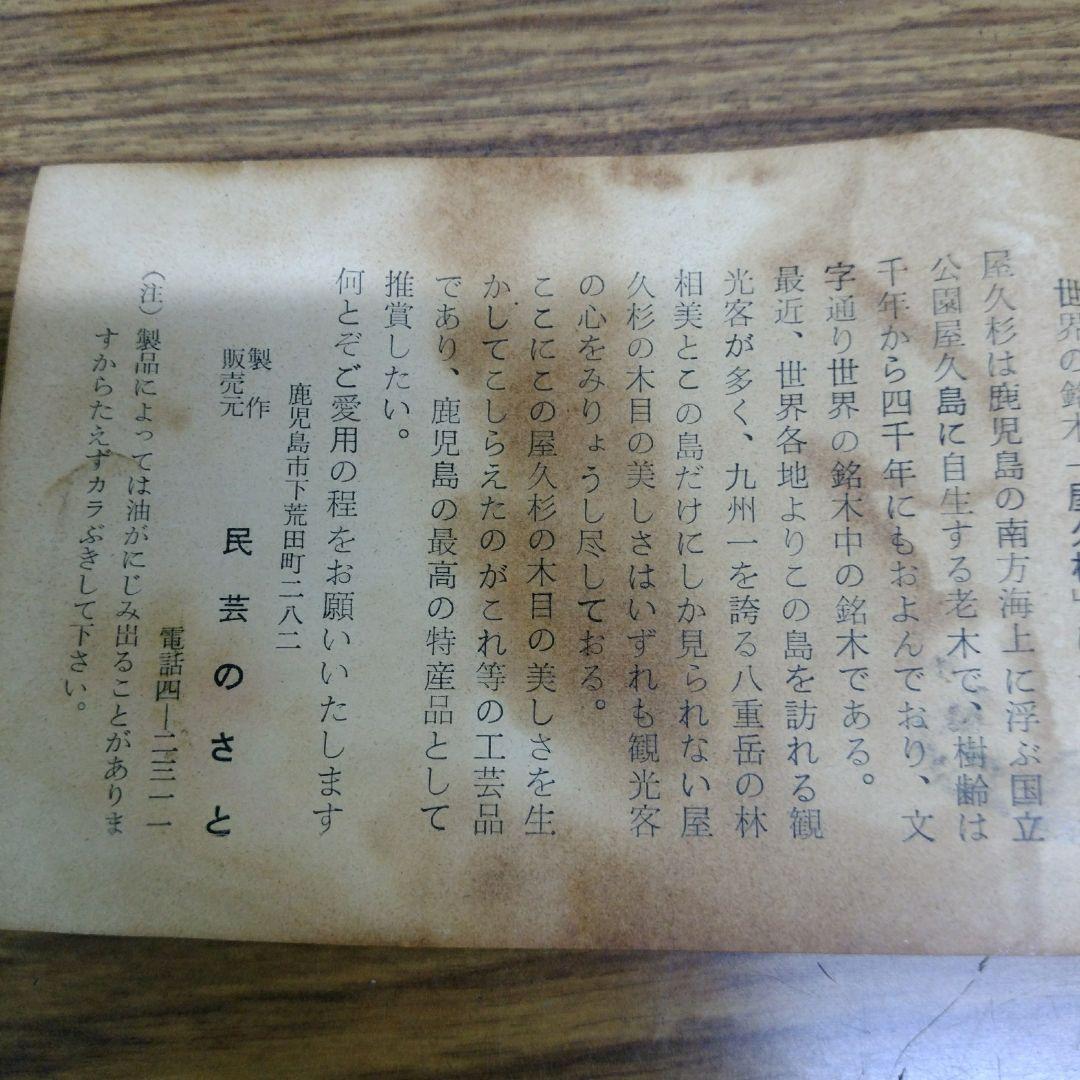 世界の銘木「屋久杉」
屋久杉は鹿児島の南方海上に浮ぶ国立
公園屋久島に自生する老木で、樹齢は
千年から四千年にもおよんでおり、文
字通り世界の銘木中の銘木である。
最近、世界各地よりこの島を訪れる観
光客が多く、九州一を誇る八重岳の林
相美とこの島だけにしか見られない屋
久杉の木目の美しさはいずれも観光客
の心をみりょうし尽しておる。
ここにこの屋久杉の木目の美しさを生
かしてこしらえたのがこれ等の工芸品
であり、鹿児島の最高の特産品として
推賞したい。
何とぞご愛用の程をお願いいたします
鹿児島市下荒田町二八二
製作
販売元
民芸のさと
電話四―二三一一
(注) 製品によっては油がにじみ出ることがありま
すからたえずカラぶきして下さい。